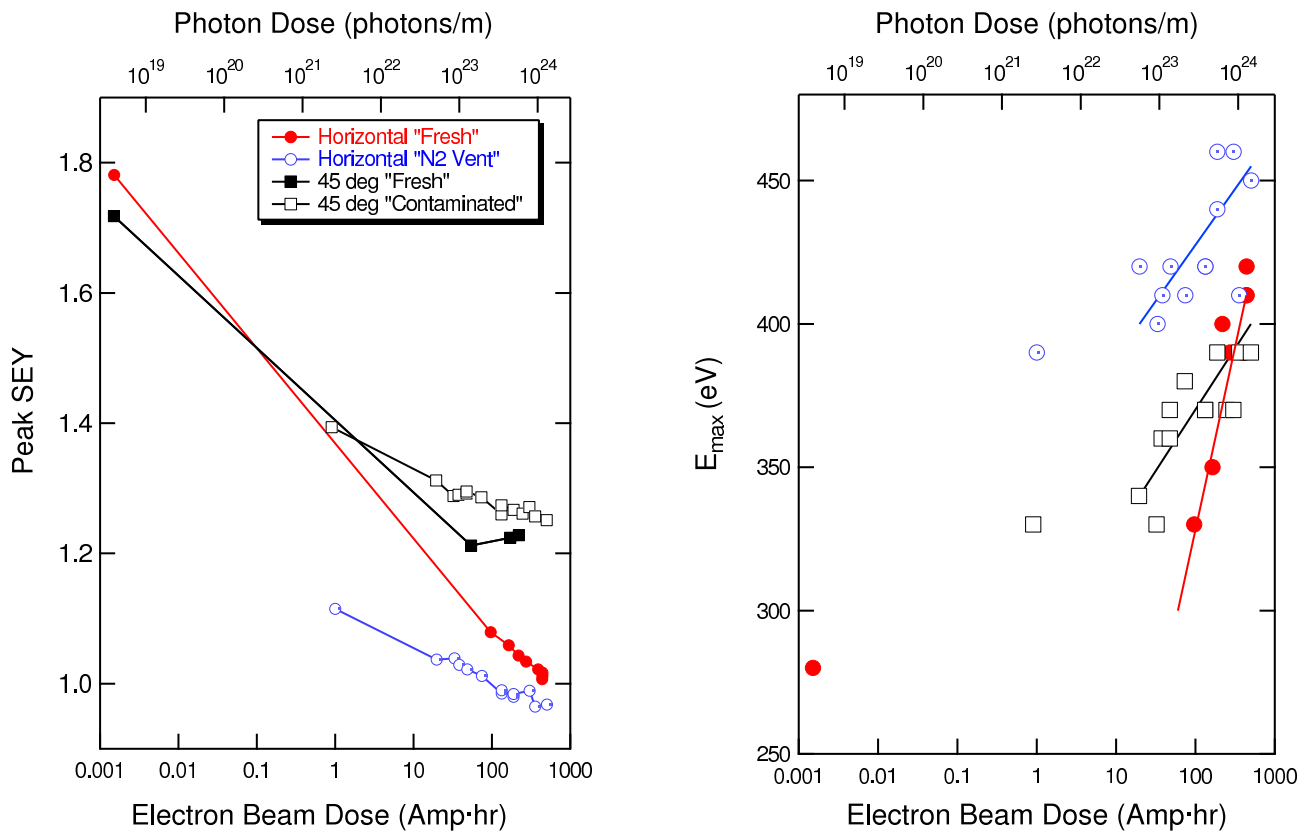 Photon Dose (photons/m)
10^19 10^20 10^21 10^22 10^23 10^24
Horizontal "Fresh"
Horizontal "N2 Vent"
45 deg "Fresh"
45 deg "Contaminated"
1.8
1.6
1.4
1.2
1.0
Peak SEY
0.001 0.01 0.1 1 10 100 1000
Electron Beam Dose (Amp·hr)
Photon Dose (photons/m)
10^19 10^20 10^21 10^22 10^23 10^24
450
400
350
300
250
E_max (eV)
0.001 0.01 0.1 1 10 100 1000
Electron Beam Dose (Amp·hr)